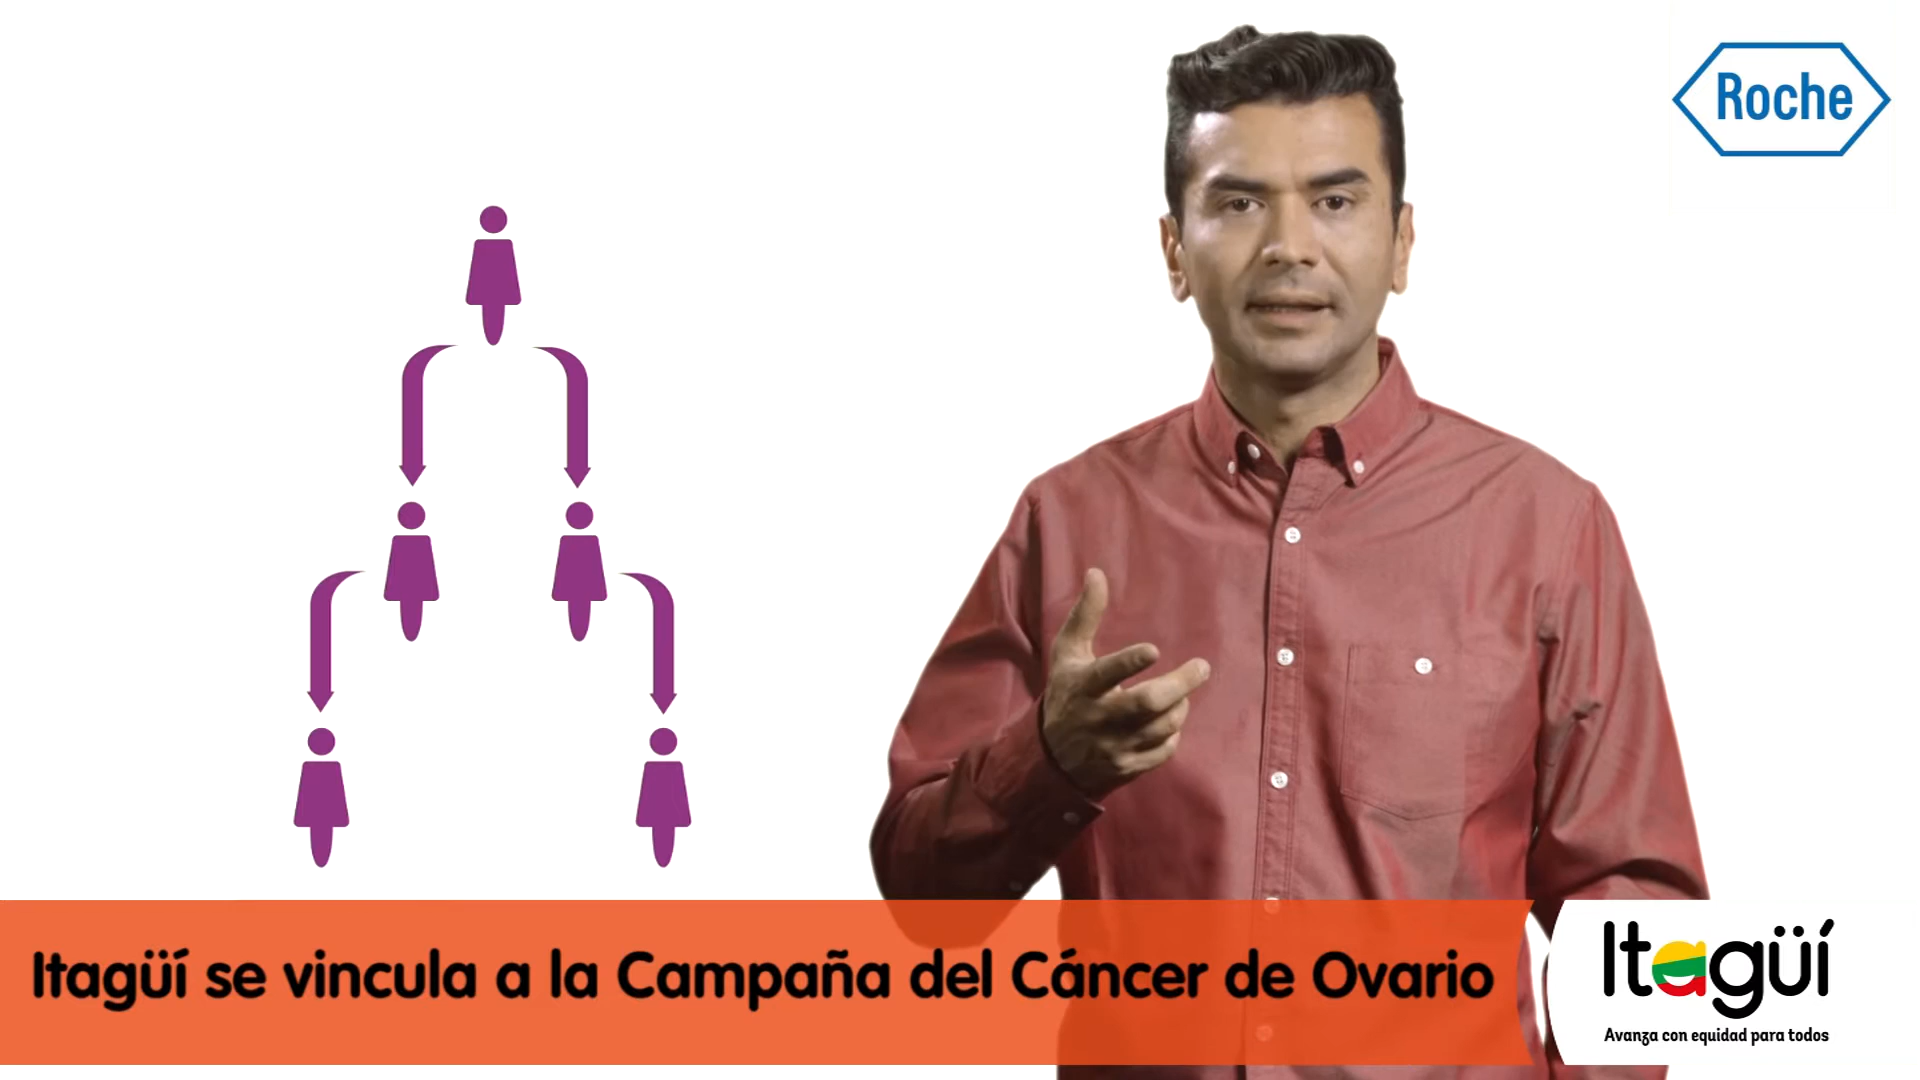 Roche
Itagüí se vincula a la Campaña del Cáncer de Ovario
Itagüí
Avanza con equidad para todos